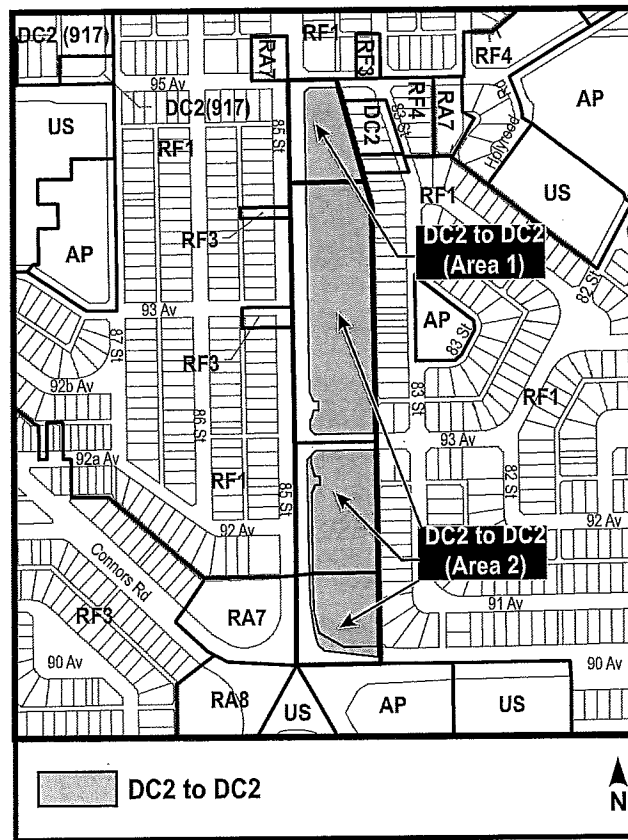 DC2 (917)
RF1
RF3
RF4
RA7
95 Av
DC2(917)
85 St
DC2
83 St
RF4
RA7
Holyrood Rd
AP
US
RF1
RF1
US
RF3
DC2 to DC2
(Area 1)
AP
82 St
93 Av
AP
83 St
87 St
RF3
92b Av
86 St
83 St
RF1
93 Av
92a Av
RF1
85 St
82 St
92 Av
92 Av
DC2 to DC2
(Area 2)
Connors Rd
91 Av
RF3
RA7
90 Av
90 Av
RA8
US
AP
US
DC2 to DC2
N